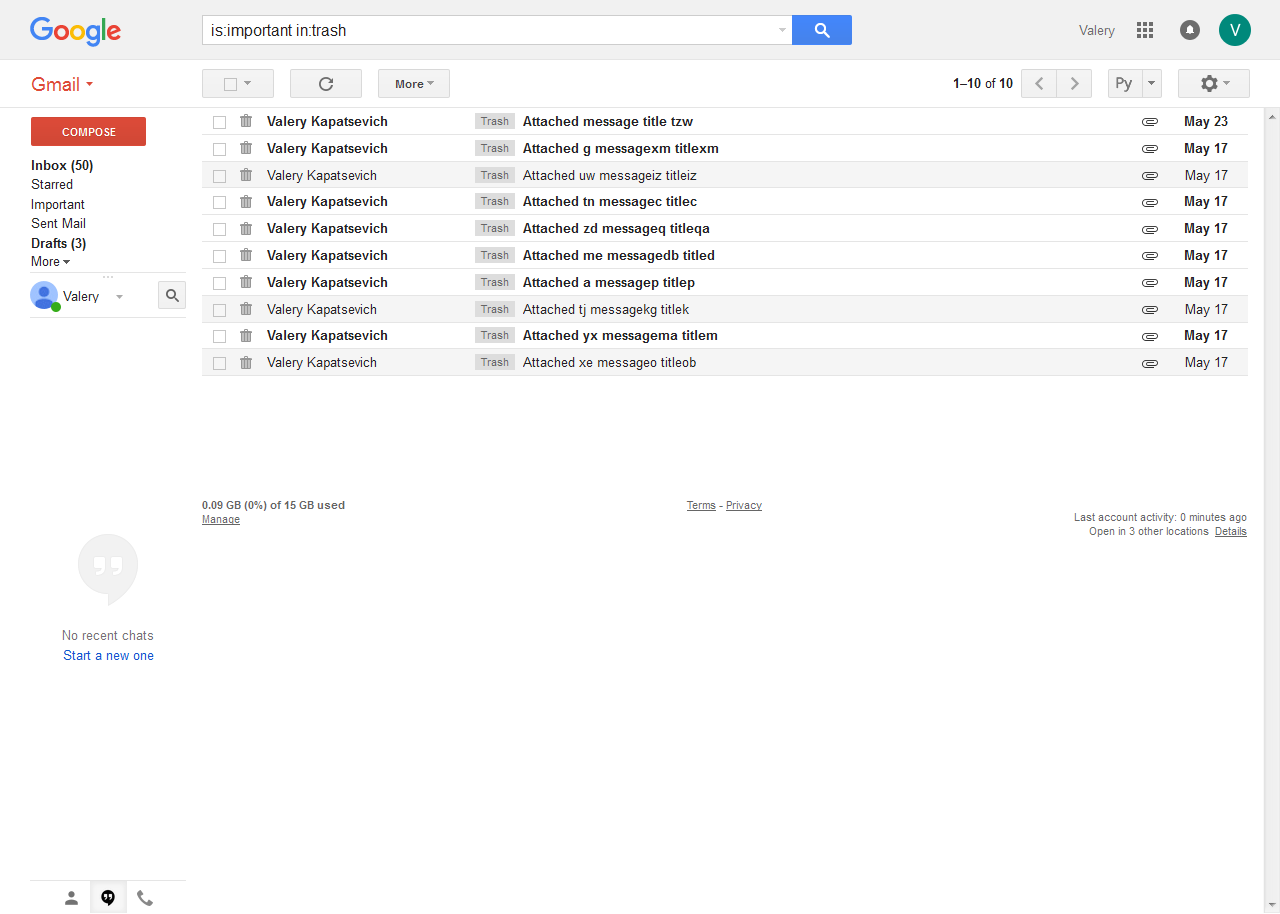 Google
is:important in:trash
Valery
V
Gmail
More
1–10 of 10
Py
COMPOSE
Inbox (50)
Starred
Important
Sent Mail
Drafts (3)
More
Valery
Valery Kapatsevich Trash Attached message title tzw May 23
Valery Kapatsevich Trash Attached g messagexm titlexm May 17
Valery Kapatsevich Trash Attached uw messageiz titleiz May 17
Valery Kapatsevich Trash Attached tn messagec titlec May 17
Valery Kapatsevich Trash Attached zd messageq titleqa May 17
Valery Kapatsevich Trash Attached me messagedb titled May 17
Valery Kapatsevich Trash Attached a messagep titlep May 17
Valery Kapatsevich Trash Attached tj messagekg titlek May 17
Valery Kapatsevich Trash Attached yx messagema titlem May 17
Valery Kapatsevich Trash Attached xe messageo titleob May 17
0.09 GB (0%) of 15 GB used
Manage
Terms - Privacy
Last account activity: 0 minutes ago
Open in 3 other locations Details
No recent chats
Start a new one